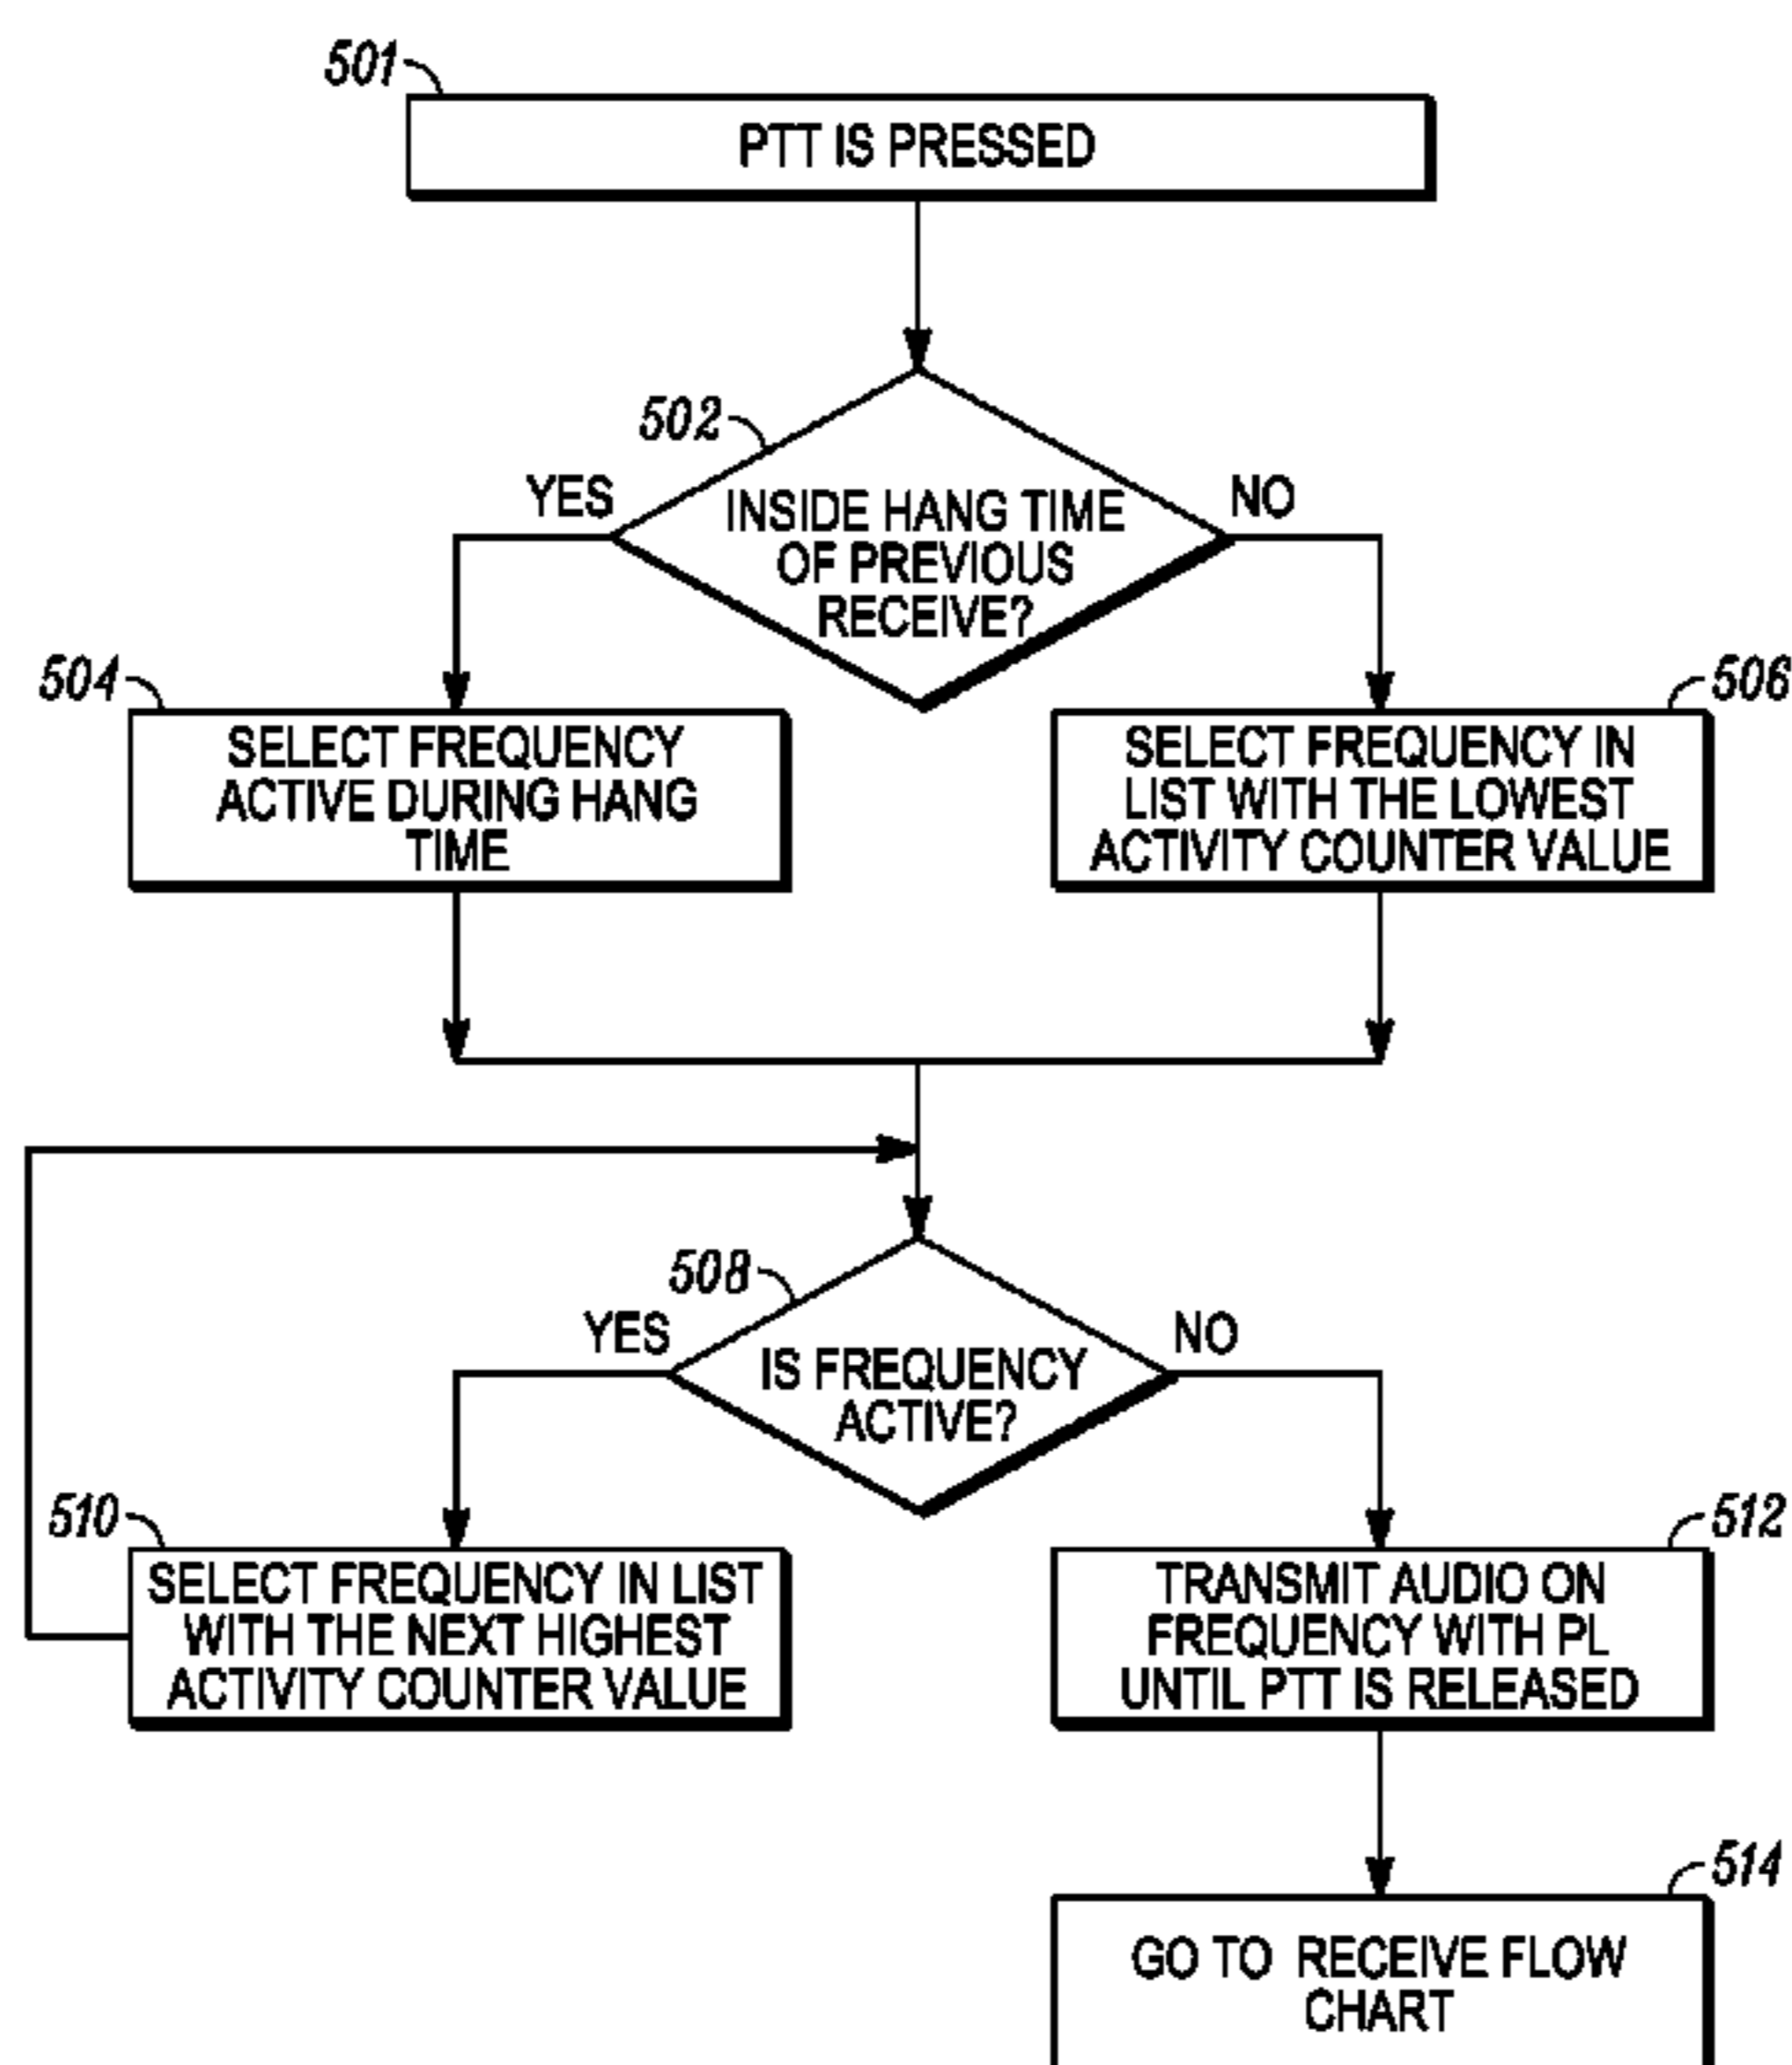 501
PTT IS PRESSED
502
YES
NO
INSIDE HANG TIME
OF PREVIOUS
RECEIVE?
504
SELECT FREQUENCY
ACTIVE DURING HANG
TIME
506
SELECT FREQUENCY IN
LIST WITH THE LOWEST
ACTIVITY COUNTER VALUE
508
YES
NO
IS FREQUENCY
ACTIVE?
510
SELECT FREQUENCY IN LIST
WITH THE NEXT HIGHEST
ACTIVITY COUNTER VALUE
512
TRANSMIT AUDIO ON
FREQUENCY WITH PL
UNTIL PTT IS RELEASED
514
GO TO RECEIVE FLOW
CHART